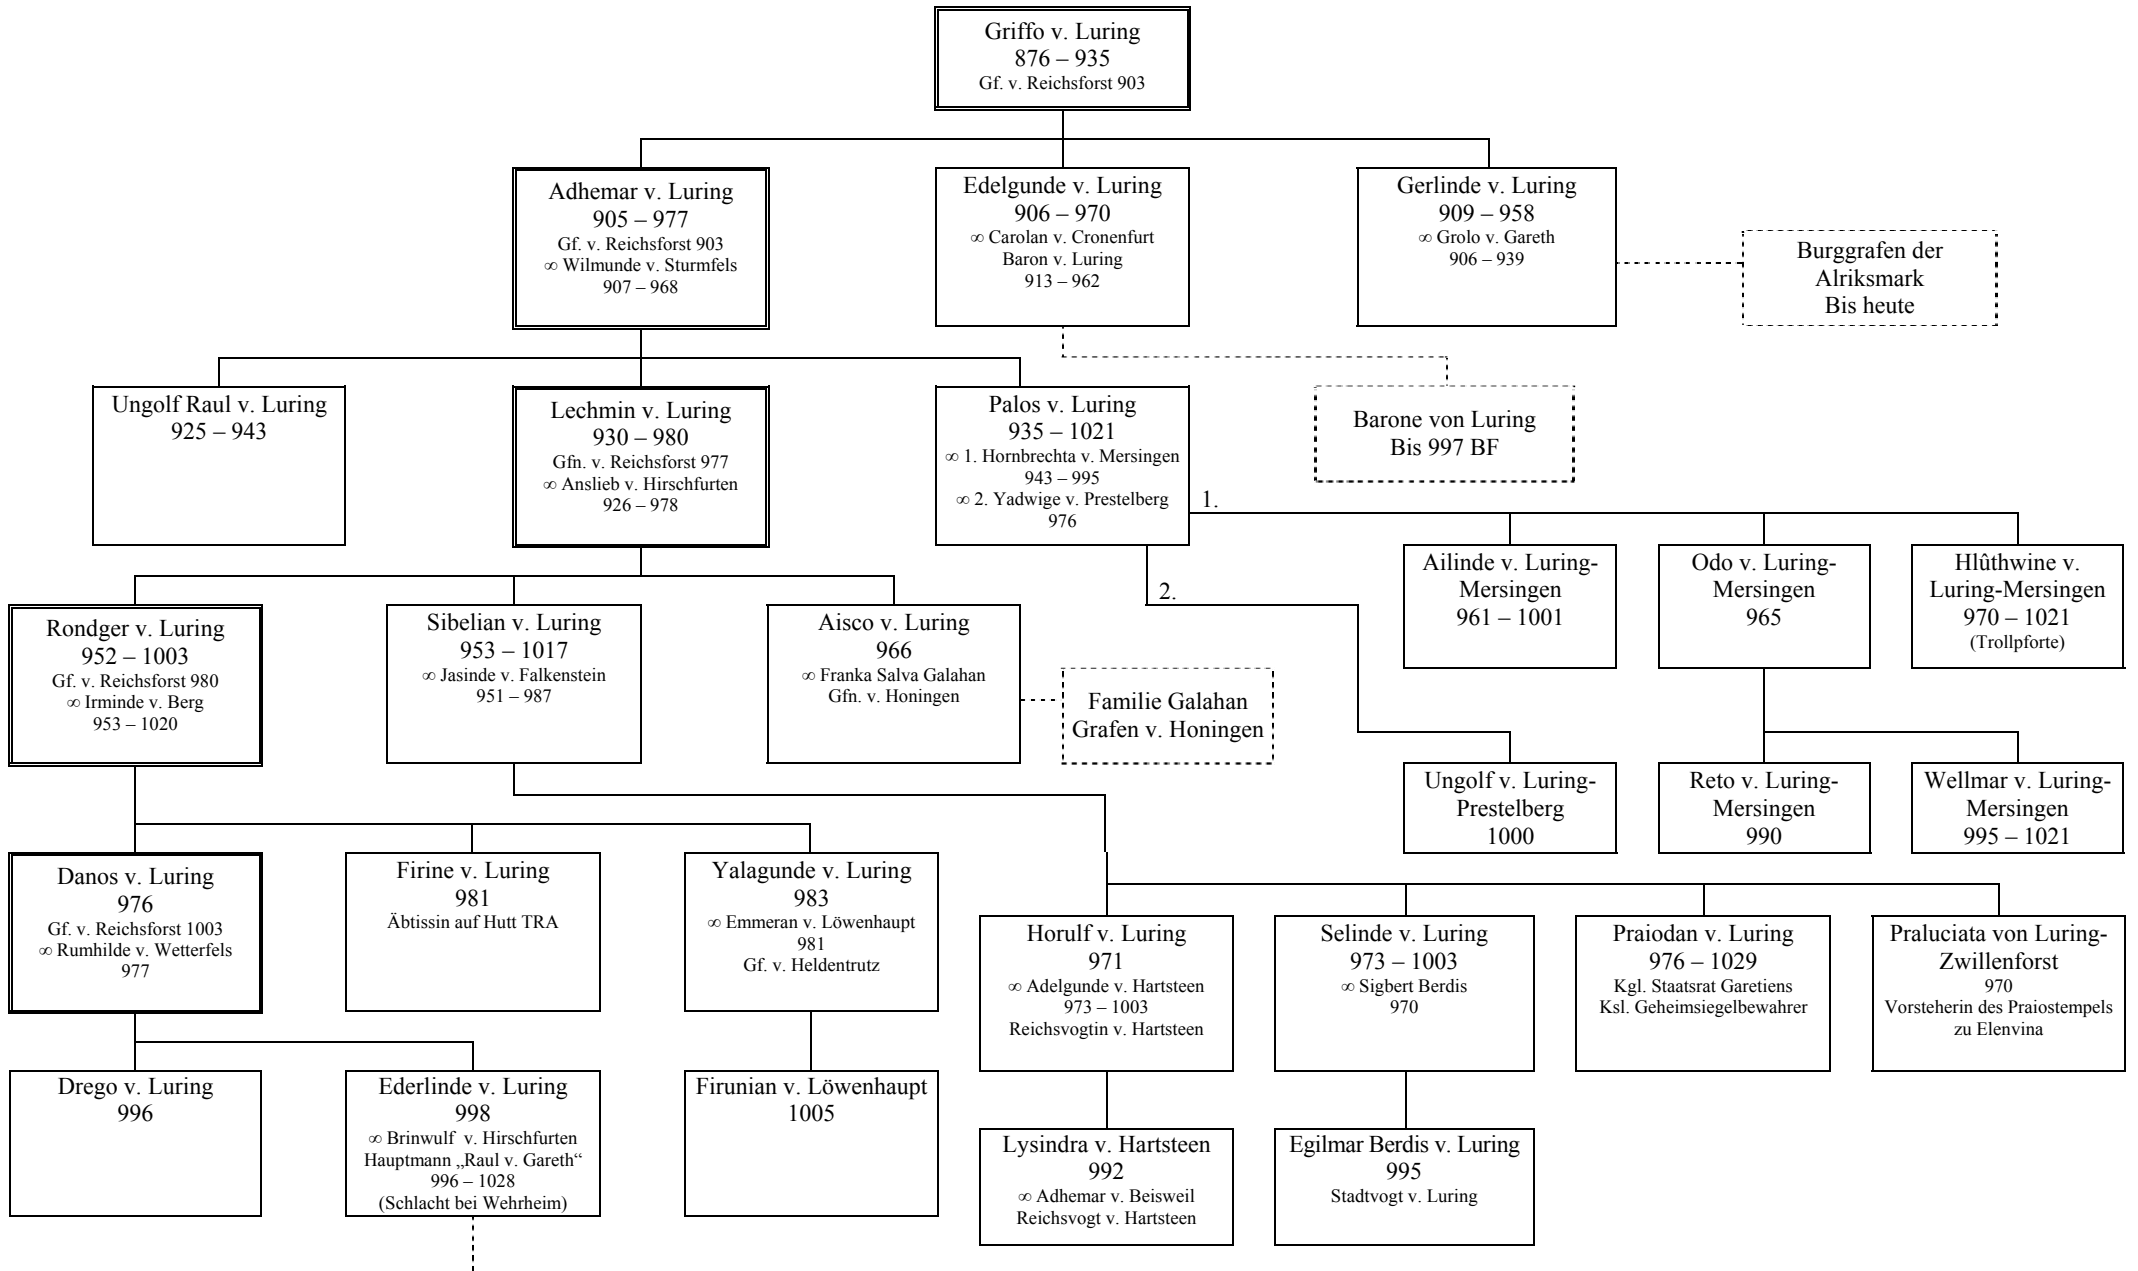 Griffo v. Luring
876 – 935
Gf. v. Reichsforst 903
Adhemar v. Luring
905 – 977
Gf. v. Reichsforst 903
∞ Wilmunde v. Sturmfels
907 – 968
Edelgunde v. Luring
906 – 970
∞ Carolan v. Cronenfurt
Baron v. Luring
913 – 962
Gerlinde v. Luring
909 – 958
∞ Grolo v. Gareth
906 – 939
Burggrafen der
Alriksmark
Bis heute
Ungolf Raul v. Luring
925 – 943
Lechmin v. Luring
930 – 980
Gfn. v. Reichsforst 977
∞ Anslieb v. Hirschfurten
926 – 978
Palos v. Luring
935 – 1021
∞ 1. Hornbrechta v. Mersingen
943 – 995
∞ 2. Yadwige v. Prestelberg
976
Barone von Luring
Bis 997 BF
1.
2.
Ailinde v. Luring-
Mersingen
961 – 1001
Odo v. Luring-
Mersingen
965
Hlûthwine v.
Luring-Mersingen
970 – 1021
(Trollpforte)
Rondger v. Luring
952 – 1003
Gf. v. Reichsforst 980
∞ Irminde v. Berg
953 – 1020
Sibelian v. Luring
953 – 1017
∞ Jasinde v. Falkenstein
951 – 987
Aisco v. Luring
966
∞ Franka Salva Galahan
Gfn. v. Honingen
Familie Galahan
Grafen v. Honingen
Ungolf v. Luring-
Prestelberg
1000
Reto v. Luring-
Mersingen
990
Wellmar v. Luring-
Mersingen
995 – 1021
Danos v. Luring
976
Gf. v. Reichsforst 1003
∞ Rumhilde v. Wetterfels
977
Firine v. Luring
981
Äbtissin auf Hutt TRA
Yalagunde v. Luring
983
∞ Emmeran v. Löwenhaupt
981
Gf. v. Heldentrutz
Horulf v. Luring
971
∞ Adelgunde v. Hartsteen
973 – 1003
Reichsvogtin v. Hartsteen
Selinde v. Luring
973 – 1003
∞ Sigbert Berdis
970
Praiodan v. Luring
976 – 1029
Kgl. Staatsrat Garetiens
Ksl. Geheimsiegelbewahrer
Praluciata von Luring-
Zwillenforst
970
Vorsteherin des Praiostempels
zu Elenvina
Drego v. Luring
996
Ederlinde v. Luring
998
∞ Brinwulf v. Hirschfurten
Hauptmann „Raul v. Gareth“
996 – 1028
(Schlacht bei Wehrheim)
Firunian v. Löwenhaupt
1005
Lysindra v. Hartsteen
992
∞ Adhemar v. Beisweil
Reichsvogt v. Hartsteen
Egilmar Berdis v. Luring
995
Stadtvogt v. Luring